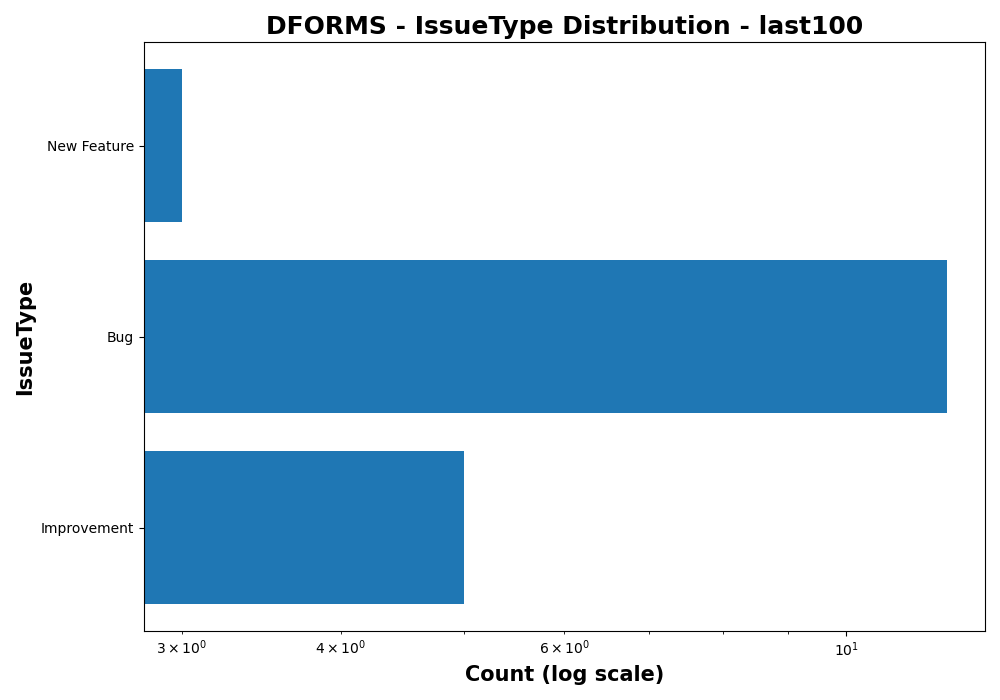 DFORMS - IssueType Distribution - last100
IssueType
New Feature
Bug
Improvement
3 × 10⁰
4 × 10⁰
6 × 10⁰
10¹
Count (log scale)